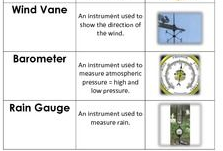 Wind Vane
An instrument used to
show the direction of
the wind.
Barometer
An instrument used to
measure atmospheric
pressure = high and
low pressure.
Rain Gauge
An instrument used to
measure rain.